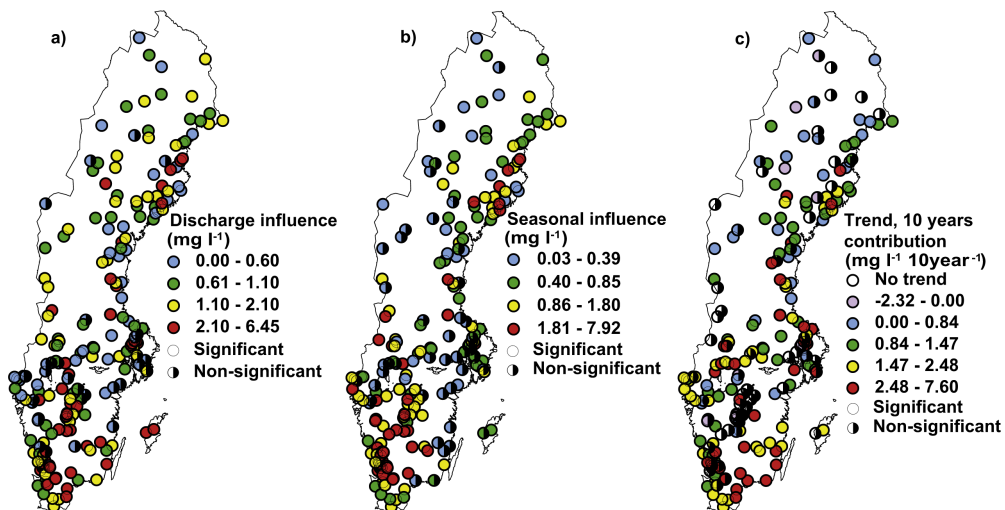 a)
Discharge influence
(mg l⁻¹)
0.00 - 0.60
0.61 - 1.10
1.10 - 2.10
2.10 - 6.45
Significant
Non-significant
b)
Seasonal influence
(mg l⁻¹)
0.03 - 0.39
0.40 - 0.85
0.86 - 1.80
1.81 - 7.92
Significant
Non-significant
c)
Trend, 10 years
contribution
(mg l⁻¹ 10year⁻¹)
No trend
-2.32 - 0.00
0.00 - 0.84
0.84 - 1.47
1.47 - 2.48
2.48 - 7.60
Significant
Non-significant